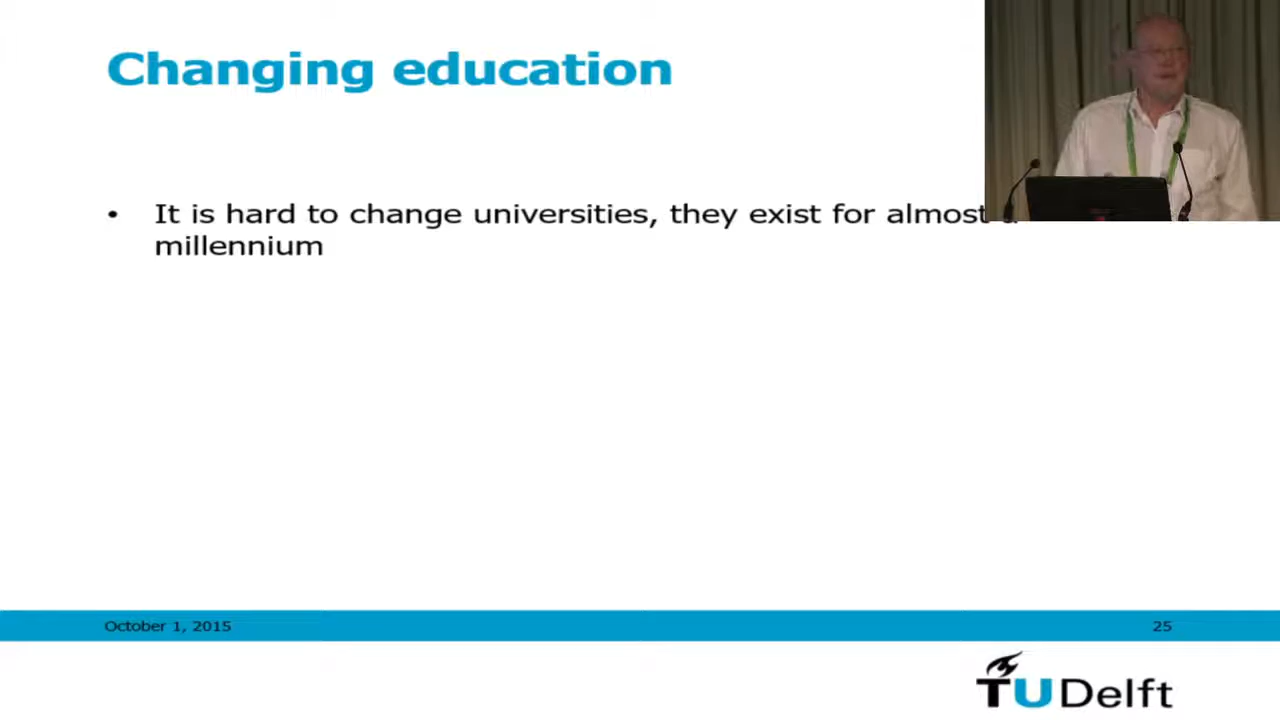 Changing education
• It is hard to change universities, they exist for almost a
millennium
October 1, 2015
25
TU Delft